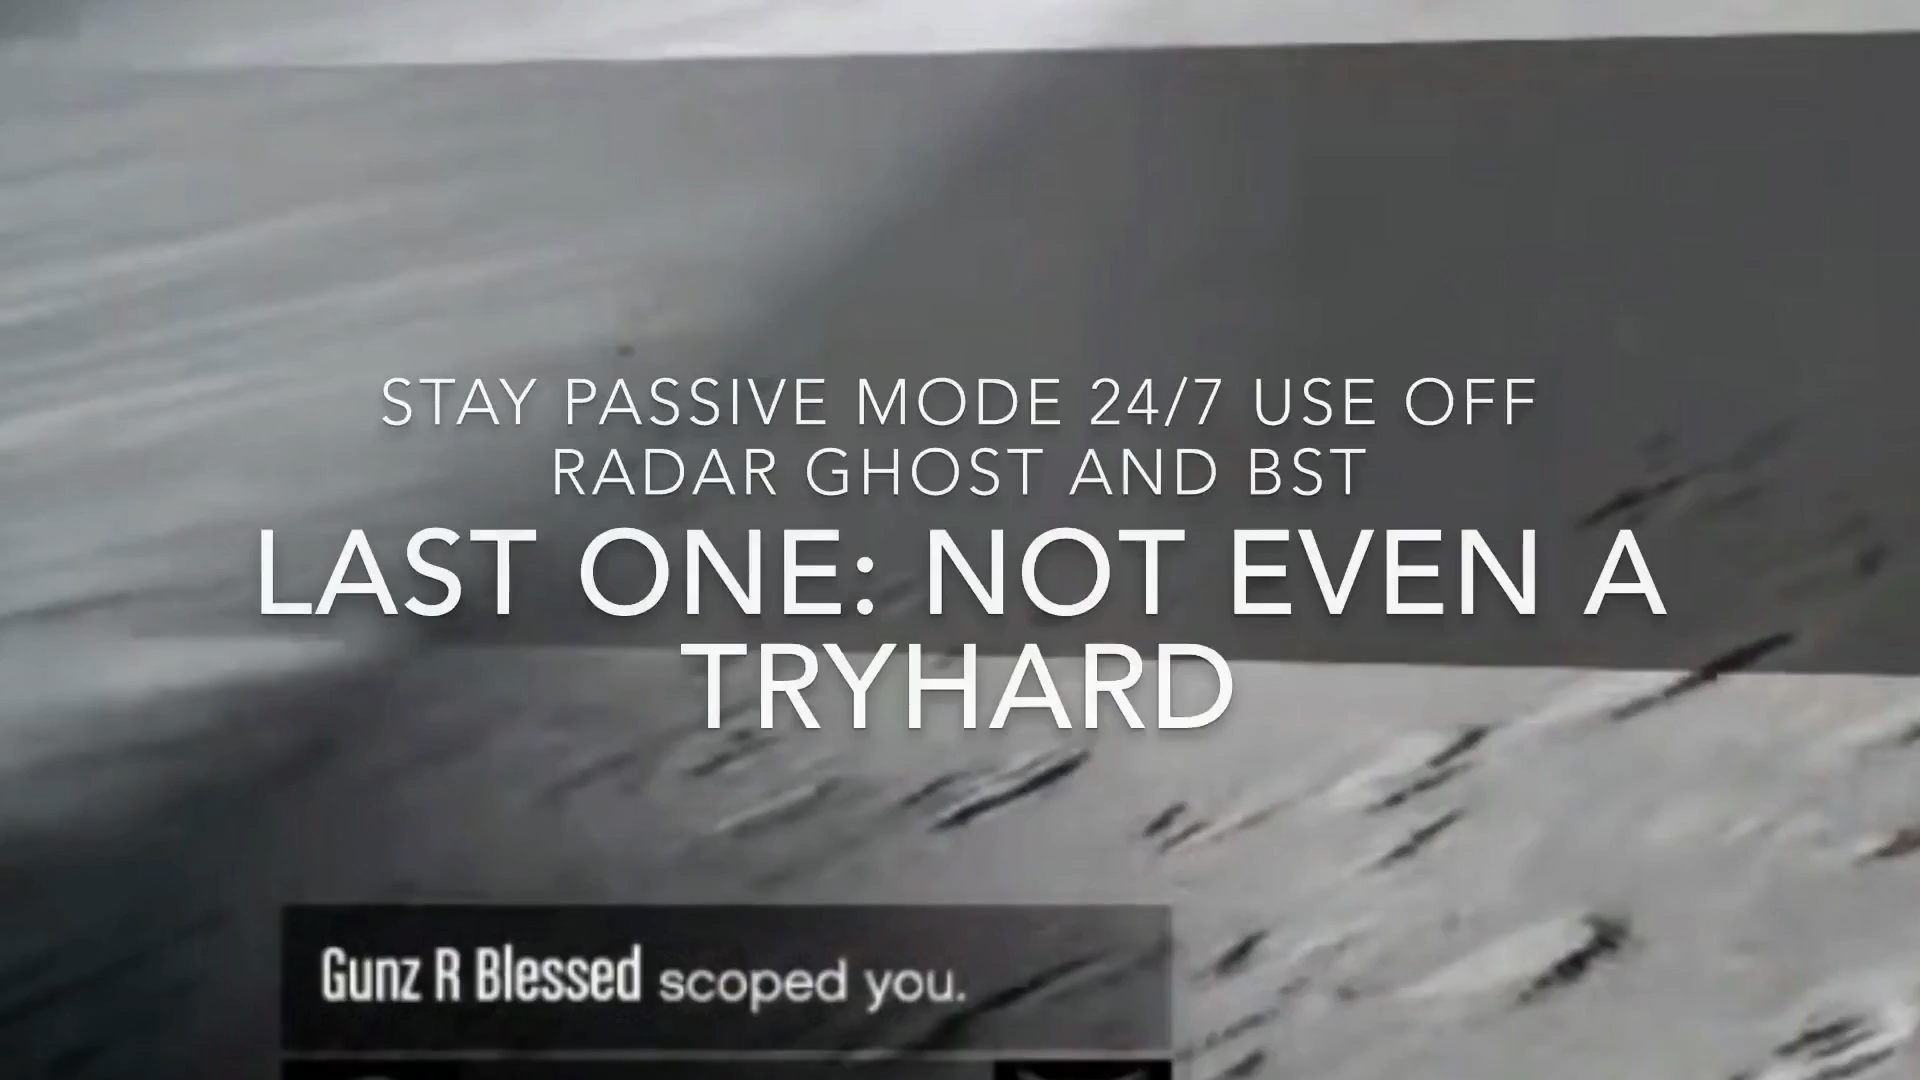 STAY PASSIVE MODE 24/7 USE OFF
RADAR GHOST AND BST
LAST ONE: NOT EVEN A
TRYHARD
Gunz R Blessed scoped you.